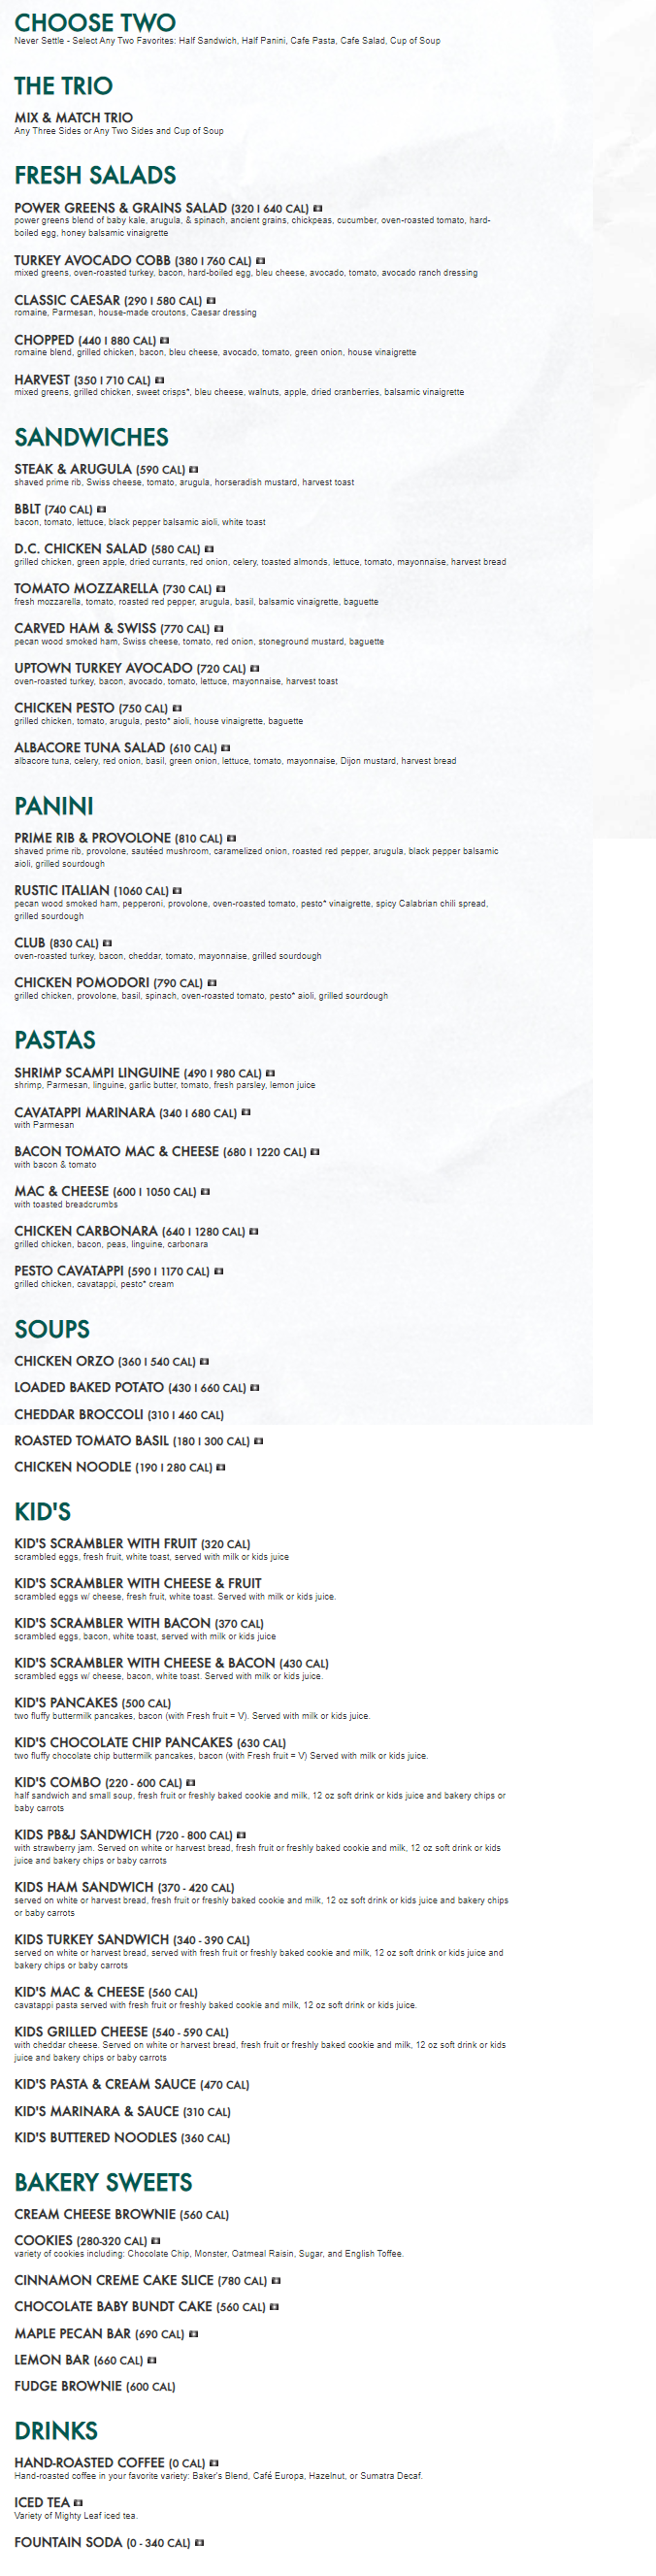 CHOOSE TWO
Never Settle - Select Any Two Favorites: Half Sandwich, Half Panini, Cafe Pasta, Cafe Salad, Cup of Soup
THE TRIO
MIX & MATCH TRIO
Any Three Sides or Any Two Sides and Cup of Soup
FRESH SALADS
POWER GREENS & GRAINS SALAD (320 | 640 CAL)
power greens blend of baby kale, arugula, & spinach, ancient grains, chickpeas, cucumber, oven-roasted tomato, hard-
boiled egg, honey balsamic vinaigrette
TURKEY AVOCADO COBB (380 | 760 CAL)
mixed greens, oven-roasted turkey, bacon, hard-boiled egg, bleu cheese, avocado, tomato, avocado ranch dressing
CLASSIC CAESAR (290 | 580 CAL)
romaine, Parmesan, house-made croutons, Caesar dressing
CHOPPED (440 | 880 CAL)
romaine blend, grilled chicken, bacon, bleu cheese, avocado, tomato, green onion, house vinaigrette
HARVEST (350 | 710 CAL)
mixed greens, grilled chicken, sweet crisps*, bleu cheese, walnuts, apple, dried cranberries, balsamic vinaigrette
SANDWICHES
STEAK & ARUGULA (590 CAL)
shaved prime rib, Swiss cheese, tomato, arugula, horseradish mustard, harvest toast
BBLT (740 CAL)
bacon, tomato, lettuce, black pepper balsamic aioli, white toast
D.C. CHICKEN SALAD (580 CAL)
grilled chicken, green apple, dried currants, red onion, celery, toasted almonds, lettuce, tomato, mayonnaise, harvest bread
TOMATO MOZZARELLA (730 CAL)
fresh mozzarella, tomato, roasted red pepper, arugula, basil, balsamic vinaigrette, baguette
CARVED HAM & SWISS (770 CAL)
pecan wood smoked ham, Swiss cheese, tomato, red onion, stoneground mustard, baguette
UPTOWN TURKEY AVOCADO (720 CAL)
oven-roasted turkey, bacon, avocado, tomato, lettuce, mayonnaise, harvest toast
CHICKEN PESTO (750 CAL)
grilled chicken, tomato, arugula, pesto* aioli, house vinaigrette, baguette
ALBACORE TUNA SALAD (610 CAL)
albacore tuna, celery, red onion, basil, green onion, lettuce, tomato, mayonnaise, Dijon mustard, harvest bread
PANINI
PRIME RIB & PROVOLONE (810 CAL)
shaved prime rib, provolone, sautéed mushroom, caramelized onion, roasted red pepper, arugula, black pepper balsamic
aioli, grilled sourdough
RUSTIC ITALIAN (1060 CAL)
pecan wood smoked ham, pepperoni, provolone, oven-roasted tomato, pesto* vinaigrette, spicy Calabrian chili spread,
grilled sourdough
CLUB (830 CAL)
oven-roasted turkey, bacon, cheddar, tomato, mayonnaise, grilled sourdough
CHICKEN POMODORI (790 CAL)
grilled chicken, provolone, basil, spinach, oven-roasted tomato, pesto* aioli, grilled sourdough
PASTAS
SHRIMP SCAMPI LINGUINE (490 | 980 CAL)
shrimp, Parmesan, linguine, garlic butter, tomato, fresh parsley, lemon juice
CAVATAPPI MARINARA (340 | 680 CAL)
with Parmesan
BACON TOMATO MAC & CHEESE (680 | 1220 CAL)
with bacon & tomato
MAC & CHEESE (600 | 1050 CAL)
with toasted breadcrumbs
CHICKEN CARBONARA (640 | 1280 CAL)
grilled chicken, bacon, peas, linguine, carbonara
PESTO CAVATAPPI (590 | 1170 CAL)
grilled chicken, cavatappi, pesto* cream
SOUPS
CHICKEN ORZO (360 | 540 CAL)
LOADED BAKED POTATO (430 | 660 CAL)
CHEDDAR BROCCOLI (310 | 460 CAL)
ROASTED TOMATO BASIL (180 | 300 CAL)
CHICKEN NOODLE (190 | 280 CAL)
KID'S
KID'S SCRAMBLER WITH FRUIT (320 CAL)
scrambled eggs, fresh fruit, white toast, served with milk or kids juice
KID'S SCRAMBLER WITH CHEESE & FRUIT
scrambled eggs w/ cheese, fresh fruit, white toast. Served with milk or kids juice.
KID'S SCRAMBLER WITH BACON (370 CAL)
scrambled eggs, bacon, white toast, served with milk or kids juice
KID'S SCRAMBLER WITH CHEESE & BACON (430 CAL)
scrambled eggs w/ cheese, bacon, white toast. Served with milk or kids juice.
KID'S PANCAKES (500 CAL)
two fluffy buttermilk pancakes, bacon (with Fresh fruit = V). Served with milk or kids juice.
KID'S CHOCOLATE CHIP PANCAKES (630 CAL)
two fluffy chocolate chip buttermilk pancakes, bacon (with Fresh fruit = V) Served with milk or kids juice.
KID'S COMBO (220 - 600 CAL)
half sandwich and small soup, fresh fruit or freshly baked cookie and milk, 12 oz soft drink or kids juice and bakery chips or
baby carrots
KIDS PB&J SANDWICH (720 - 800 CAL)
with strawberry jam. Served on white or harvest bread, fresh fruit or freshly baked cookie and milk, 12 oz soft drink or kids
juice and bakery chips or baby carrots
KIDS HAM SANDWICH (370 - 420 CAL)
served on white or harvest bread, fresh fruit or freshly baked cookie and milk, 12 oz soft drink or kids juice and bakery chips
or baby carrots
KIDS TURKEY SANDWICH (340 - 390 CAL)
served on white or harvest bread, served with fresh fruit or freshly baked cookie and milk, 12 oz soft drink or kids juice and
bakery chips or baby carrots
KID'S MAC & CHEESE (560 CAL)
cavatappi pasta served with fresh fruit or freshly baked cookie and milk, 12 oz soft drink or kids juice.
KIDS GRILLED CHEESE (540 - 590 CAL)
with cheddar cheese. Served on white or harvest bread, fresh fruit or freshly baked cookie and milk, 12 oz soft drink or kids
juice and bakery chips or baby carrots
KID'S PASTA & CREAM SAUCE (470 CAL)
KID'S MARINARA & SAUCE (310 CAL)
KID'S BUTTERED NOODLES (360 CAL)
BAKERY SWEETS
CREAM CHEESE BROWNIE (560 CAL)
COOKIES (280-320 CAL)
variety of cookies including: Chocolate Chip, Monster, Oatmeal Raisin, Sugar, and English Toffee.
CINNAMON CREME CAKE SLICE (780 CAL)
CHOCOLATE BABY BUNDT CAKE (560 CAL)
MAPLE PECAN BAR (690 CAL)
LEMON BAR (660 CAL)
FUDGE BROWNIE (600 CAL)
DRINKS
HAND-ROASTED COFFEE (0 CAL)
Hand-roasted coffee in your favorite variety: Baker's Blend, Café Europa, Hazelnut, or Sumatra Decaf.
ICED TEA
Variety of Mighty Leaf iced tea.
FOUNTAIN SODA (0 - 340 CAL)